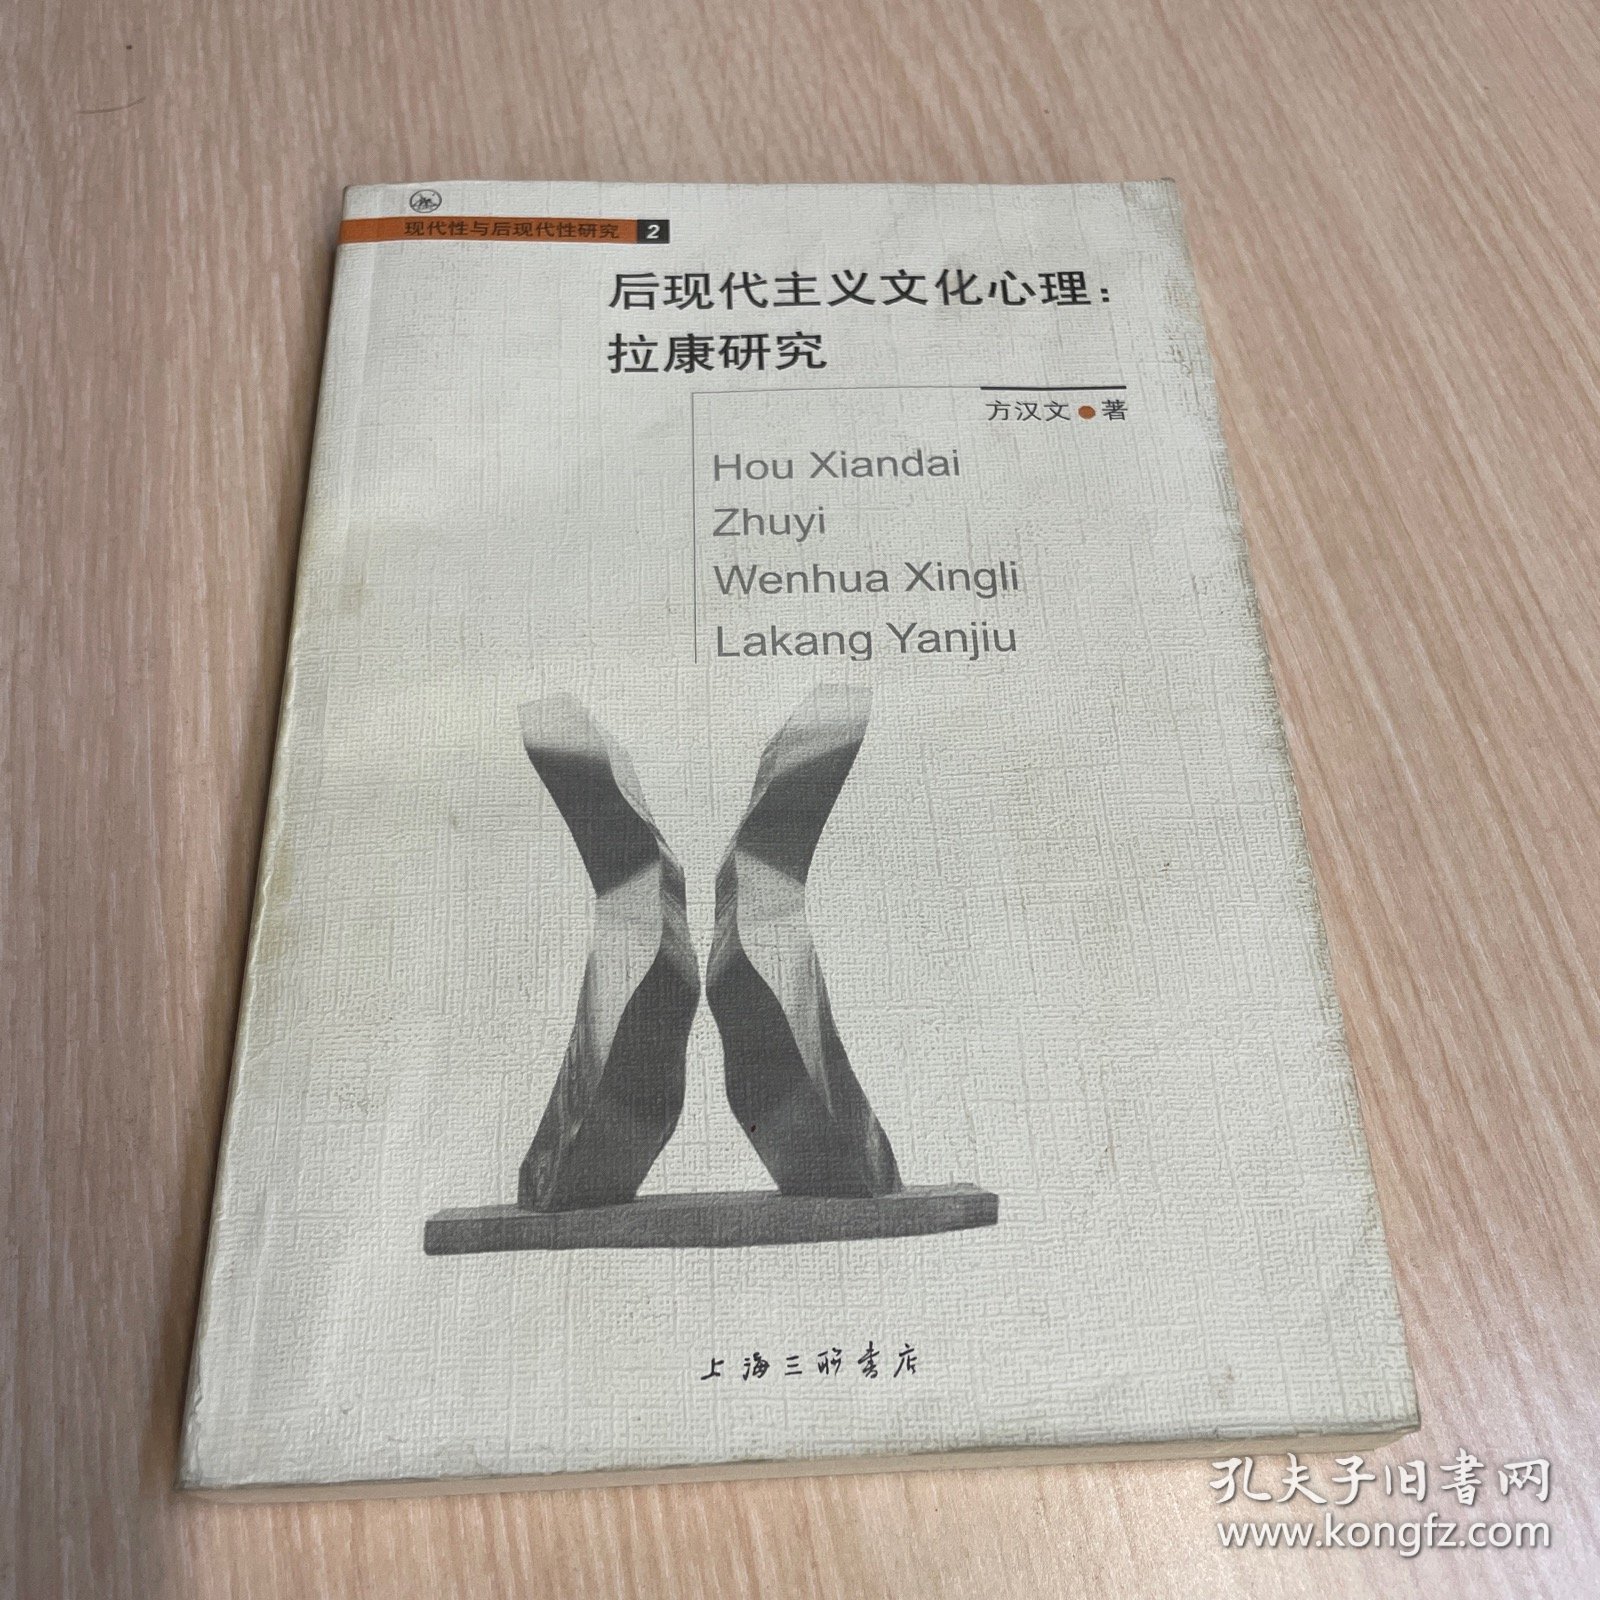 现代性与后现代性研究 2
后现代主义文化心理：
拉康研究
方汉文●著
Hou Xiandai
Zhuyi
Wenhua Xingli
Lakang Yanjiu
上海三联书店
孔夫子旧书网
www.kongfz.com